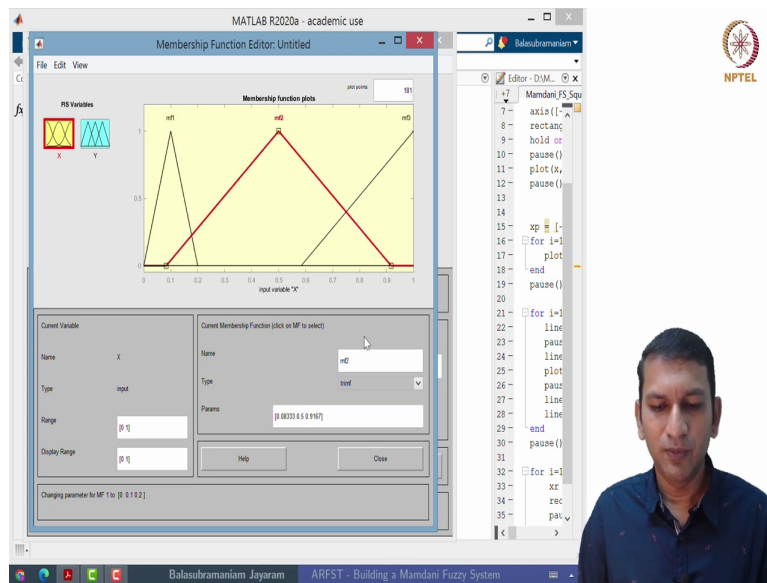 MATLAB R2020a - academic use
Membership Function Editor: Untitled
File Edit View
FIS Variables
X
Y
plot points
181
Membership function plots
mf1
mf2
mf3
1
0.5
0
0 0.1 0.2 0.3 0.4 0.5 0.6 0.7 0.8 0.9 1
input variable "X"
Current Variable
Name X
Type input
Range [0 1]
Display Range [0 1]
Current Membership Function (click on MF to select)
Name mf2
Type trimf
Params [0.08333 0.5 0.9167]
Help
Close
Changing parameter for MF 1 to [0 0.1 0.2 ]
Balasubramaniam
Editor - D:\M...
+7 Mamdani_FS_Squ
7 - axis([-
8 - rectang
9 - hold on
10 - pause()
11 - plot(x,
12 - pause()
13
14
15 - xp = [-
16 - for i=1
17 - plot
18 - end
19 - pause()
20
21 - for i=1
22 - line
23 - paus
24 - line
25 - plot
26 - paus
27 - line
28 - line
29 - end
30 - pause()
31
32 - for i=1
33 - xr
34 - rec
35 - pau
NPTEL
Balasubramaniam Jayaram
ARFST - Building a Mamdani Fuzzy System